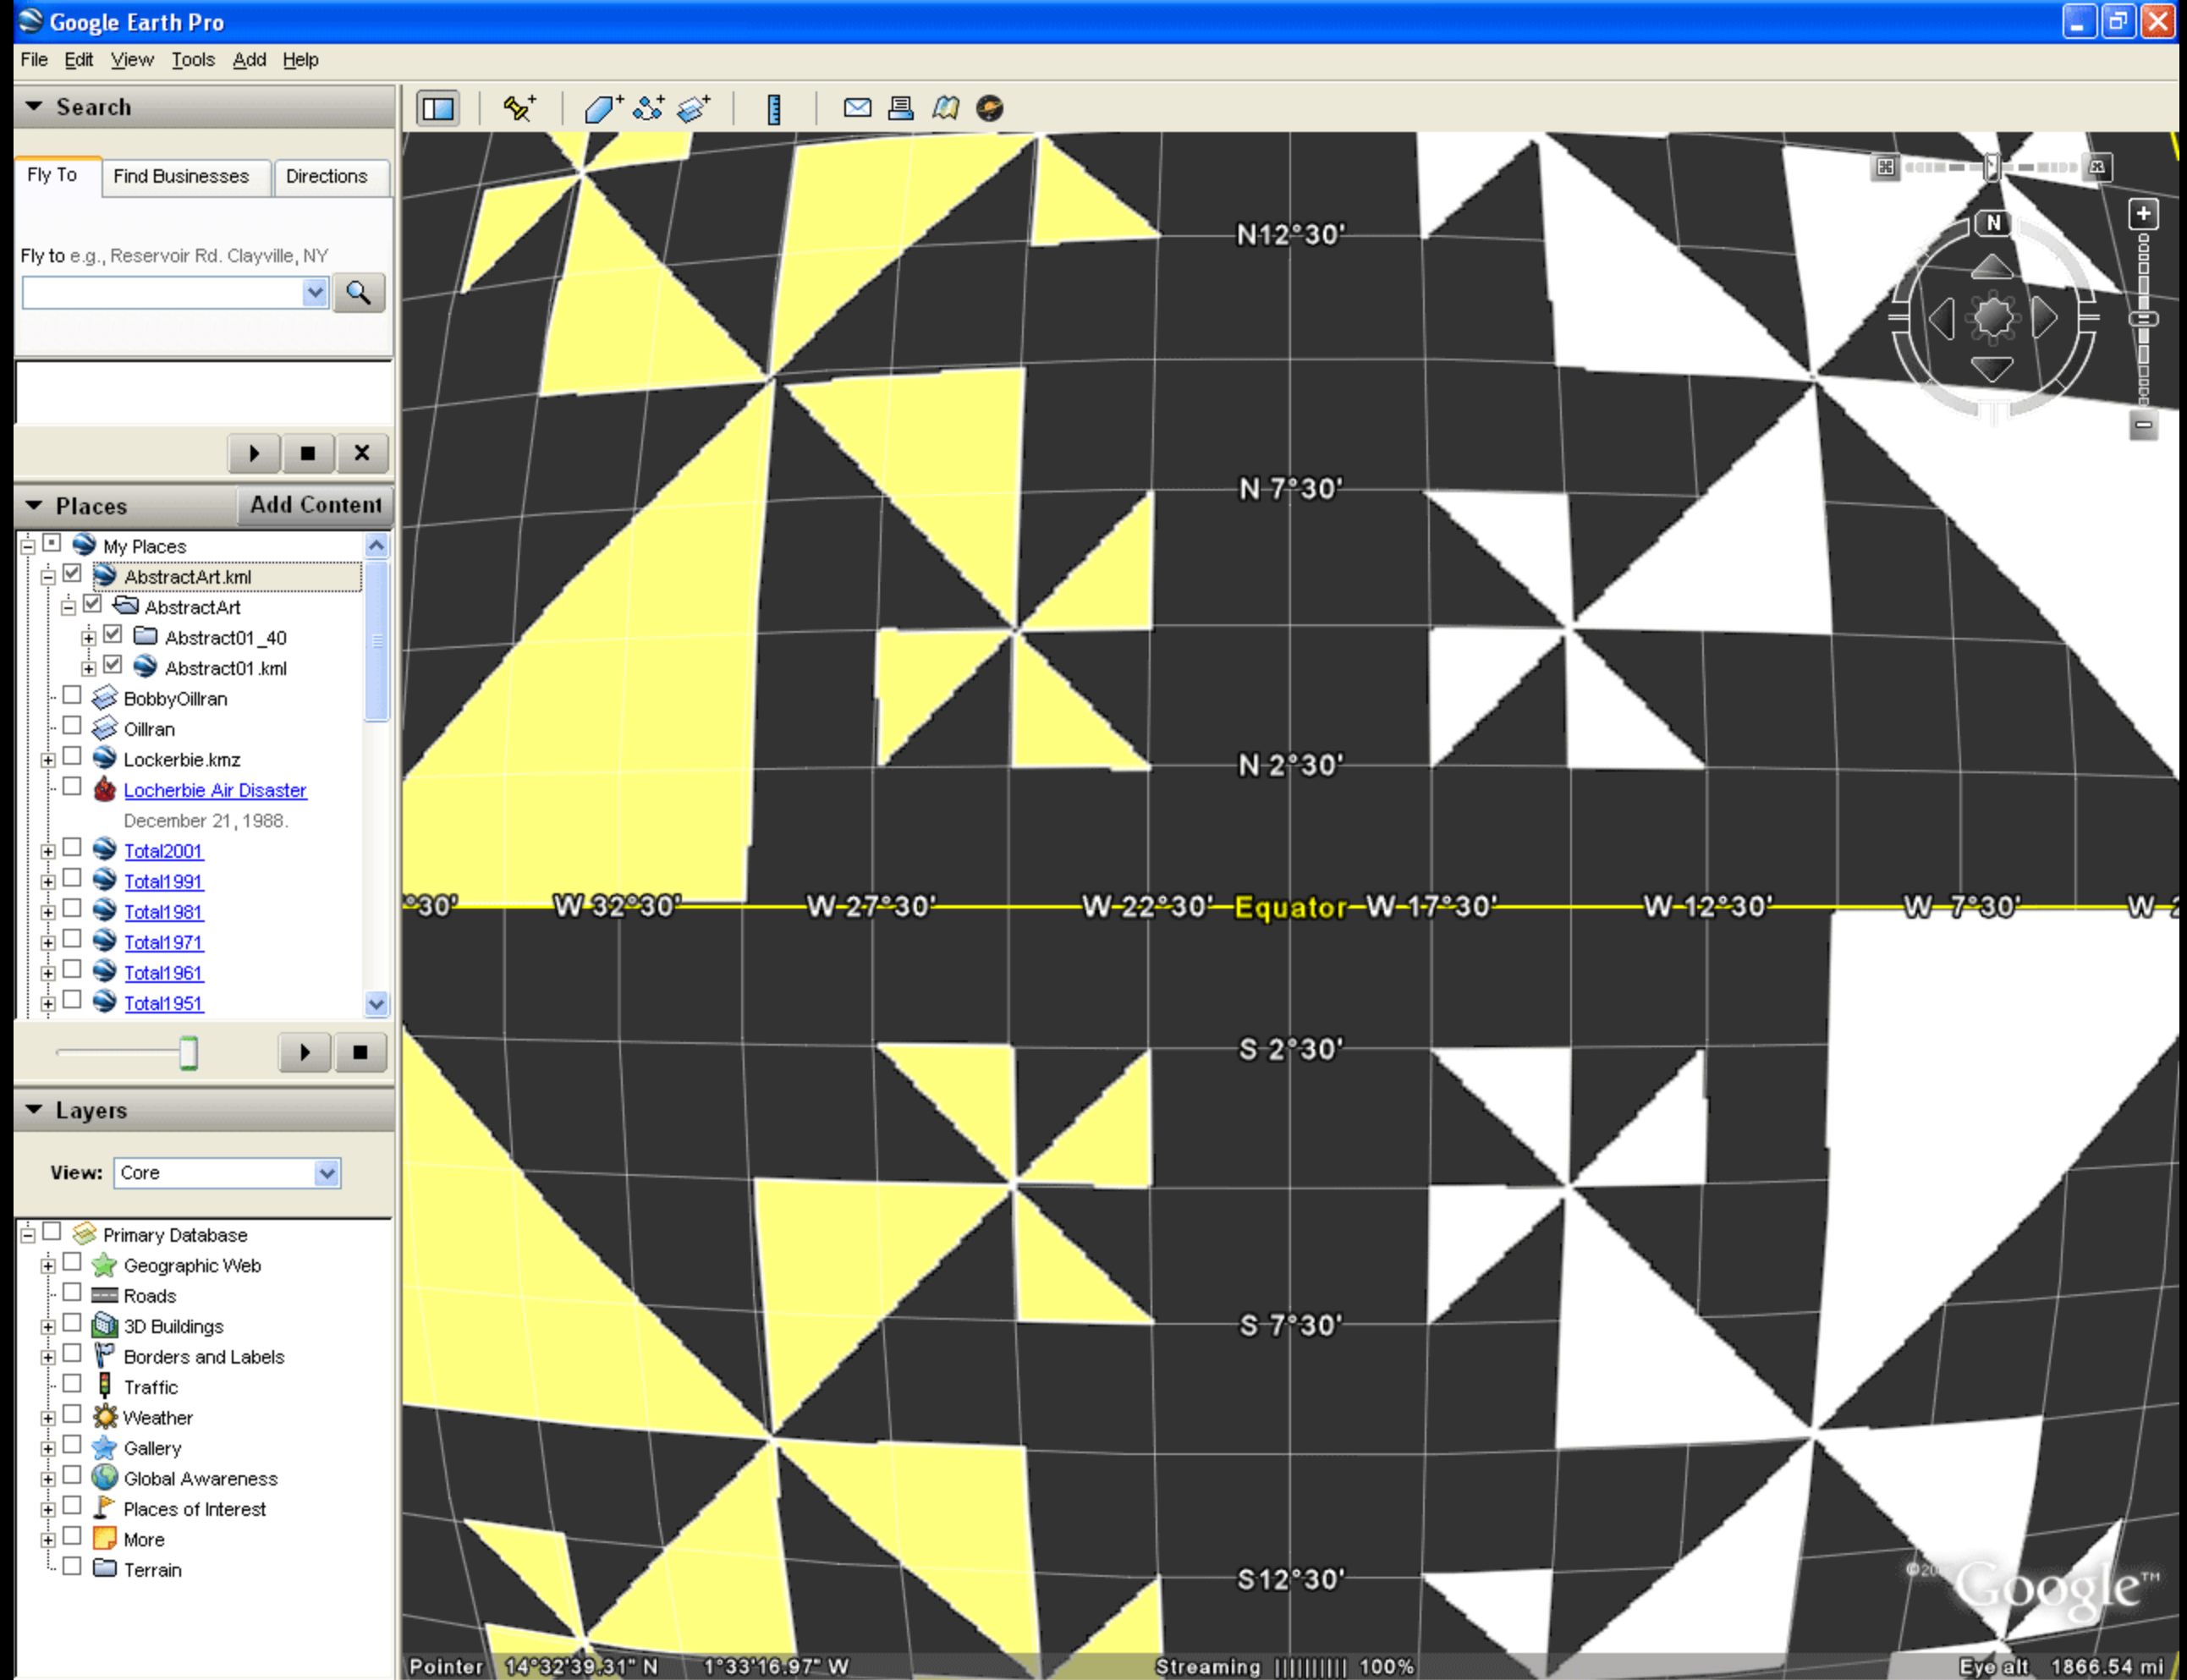 Google Earth Pro
File Edit View Tools Add Help
Search
Fly To Find Businesses Directions
Fly to e.g., Reservoir Rd. Clayville, NY
Places Add Content
My Places
AbstractArt.kml
AbstractArt
Abstract01_40
Abstract01.kml
BobbyOillran
Oillran
Lockerbie.kmz
Locherbie Air Disaster
December 21, 1988.
Total2001
Total1991
Total1981
Total1971
Total1961
Total1951
Layers
View: Core
Primary Database
Geographic Web
Roads
3D Buildings
Borders and Labels
Traffic
Weather
Gallery
Global Awareness
Places of Interest
More
Terrain
N
N12°30'
N 7°30'
N 2°30'
°30' W 32°30' W 27°30' W 22°30' Equator W 17°30' W 12°30' W 7°30' W
S 2°30'
S 7°30'
S12°30'
Google™
Pointer 14°32'39.31" N 1°33'16.97" W Streaming |||||||||| 100% Eye alt 1866.54 mi